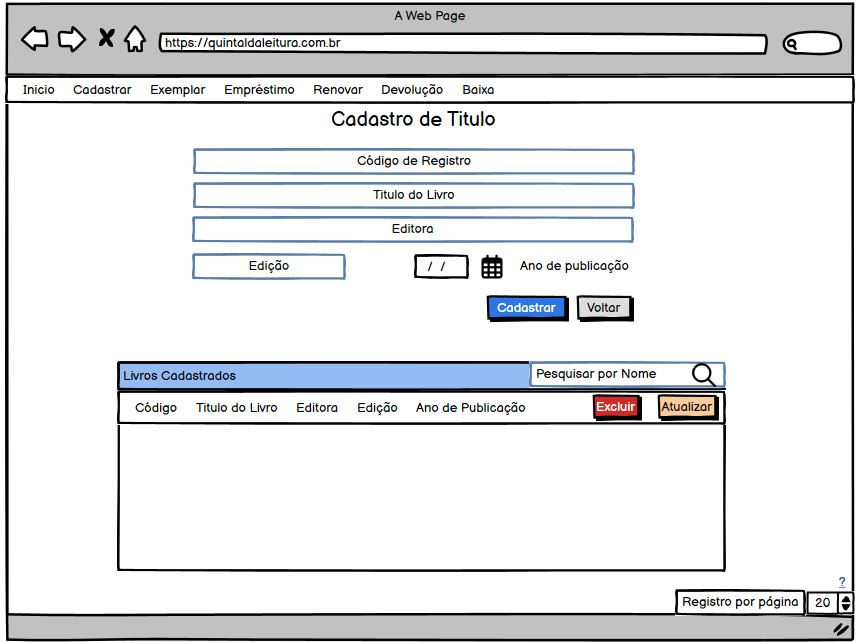 A Web Page
https://quintaldaleitura.com.br
Inicio Cadastrar Exemplar Empréstimo Renovar Devolução Baixa
Cadastro de Titulo
Código de Registro
Titulo do Livro
Editora
Edição / / Ano de publicação
Cadastrar Voltar
Livros Cadastrados Pesquisar por Nome
Código Titulo do Livro Editora Edição Ano de Publicação Excluir Atualizar
?
Registro por página 20